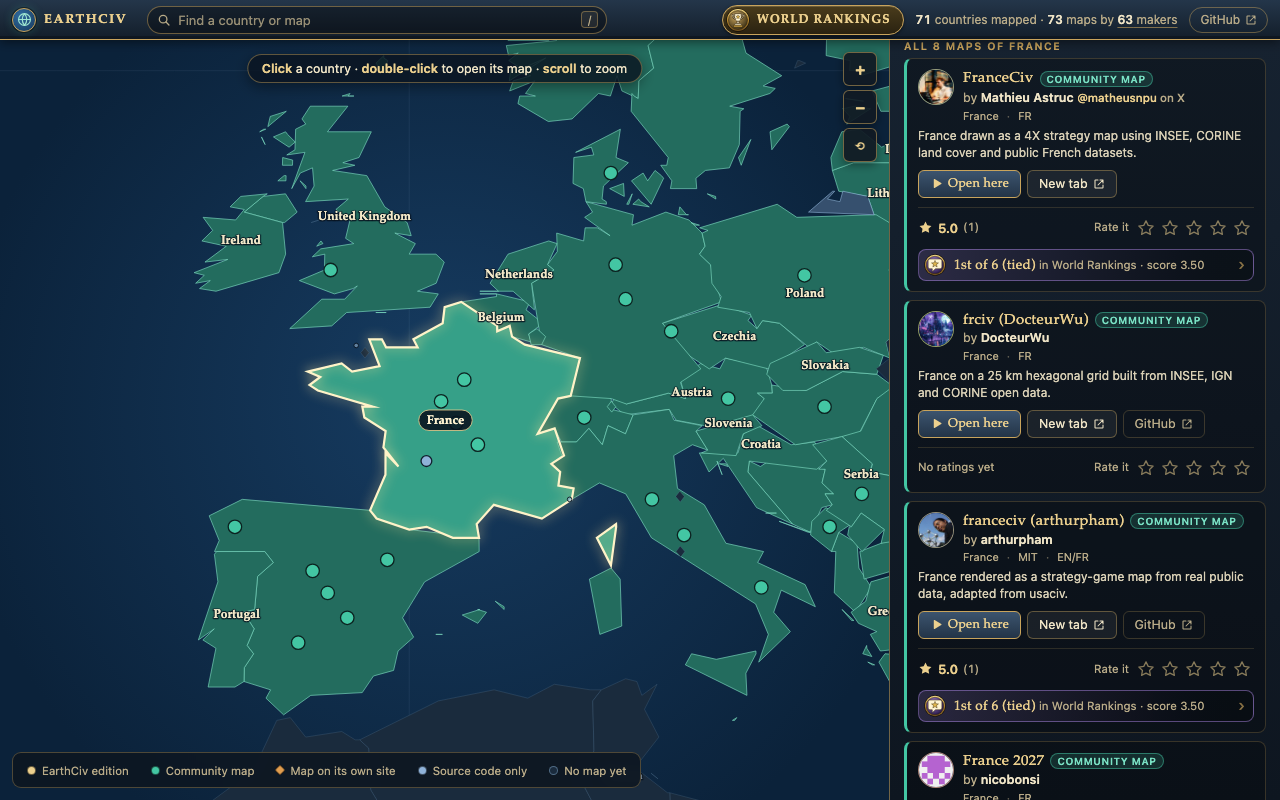 EARTHCIV
Find a country or map
/
WORLD RANKINGS
71 countries mapped · 73 maps by 63 makers
GitHub
Click a country · double-click to open its map · scroll to zoom
+
−
⟲
United Kingdom
Ireland
Netherlands
Belgium
Lith
Poland
Czechia
Slovakia
Austria
Slovenia
Croatia
Serbia
France
Portugal
Gre
EarthCiv edition
Community map
Map on its own site
Source code only
No map yet
ALL 8 MAPS OF FRANCE
FranceCiv COMMUNITY MAP
by Mathieu Astruc @matheusnpu on X
France · FR
France drawn as a 4X strategy map using INSEE, CORINE
land cover and public French datasets.
Open here New tab
5.0 (1) Rate it
1st of 6 (tied) in World Rankings · score 3.50
frciv (DocteurWu) COMMUNITY MAP
by DocteurWu
France · FR
France on a 25 km hexagonal grid built from INSEE, IGN
and CORINE open data.
Open here New tab GitHub
No ratings yet Rate it
franceciv (arthurpham) COMMUNITY MAP
by arthurpham
France · MIT · EN/FR
France rendered as a strategy-game map from real public
data, adapted from usaciv.
Open here New tab GitHub
5.0 (1) Rate it
1st of 6 (tied) in World Rankings · score 3.50
France 2027 COMMUNITY MAP
by nicobonsi
France · FR